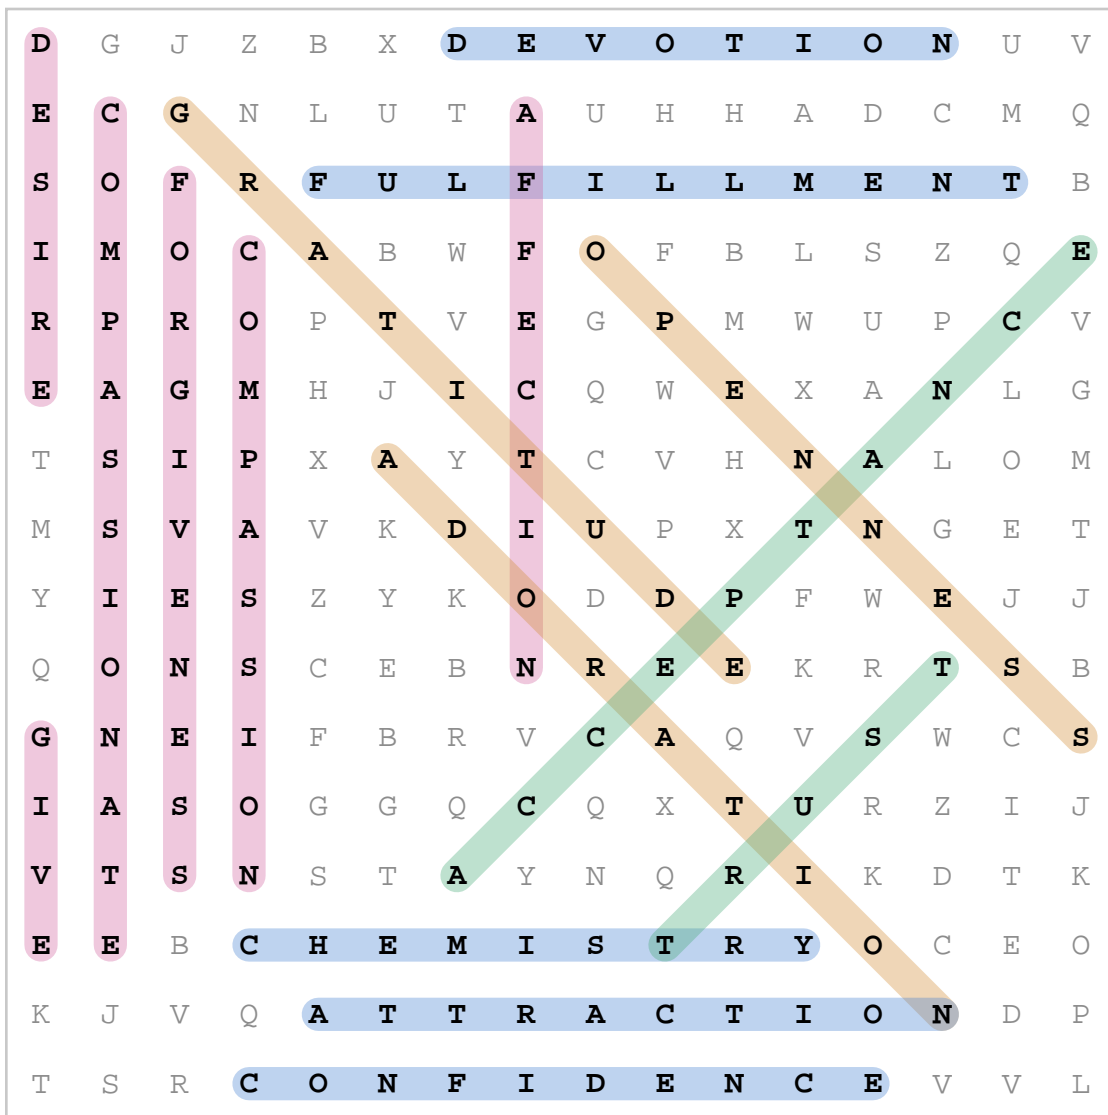 D G J Z B X D E V O T I O N U V
E C G N L U T A U H H A D C M Q
S O F R F U L F I L L M E N T B
I M O C A B W F O F B L S Z Q E
R P R O P T V E G P M W U P C V
E A G M H J I C Q W E X A N L G
T S I P X A Y T C V H N A L O M
M S V A V K D I U P X T N G E T
Y I E S Z Y K O D D P F W E J J
Q O N S C E B N R E E K R T S B
G N E I F B R V C A Q V S W C S
I A S O G G Q C Q X T U R Z I J
V T S N S T A Y N Q R I K D T K
E E B C H E M I S T R Y O C E O
K J V Q A T T R A C T I O N D P
T S R C O N F I D E N C E V V L